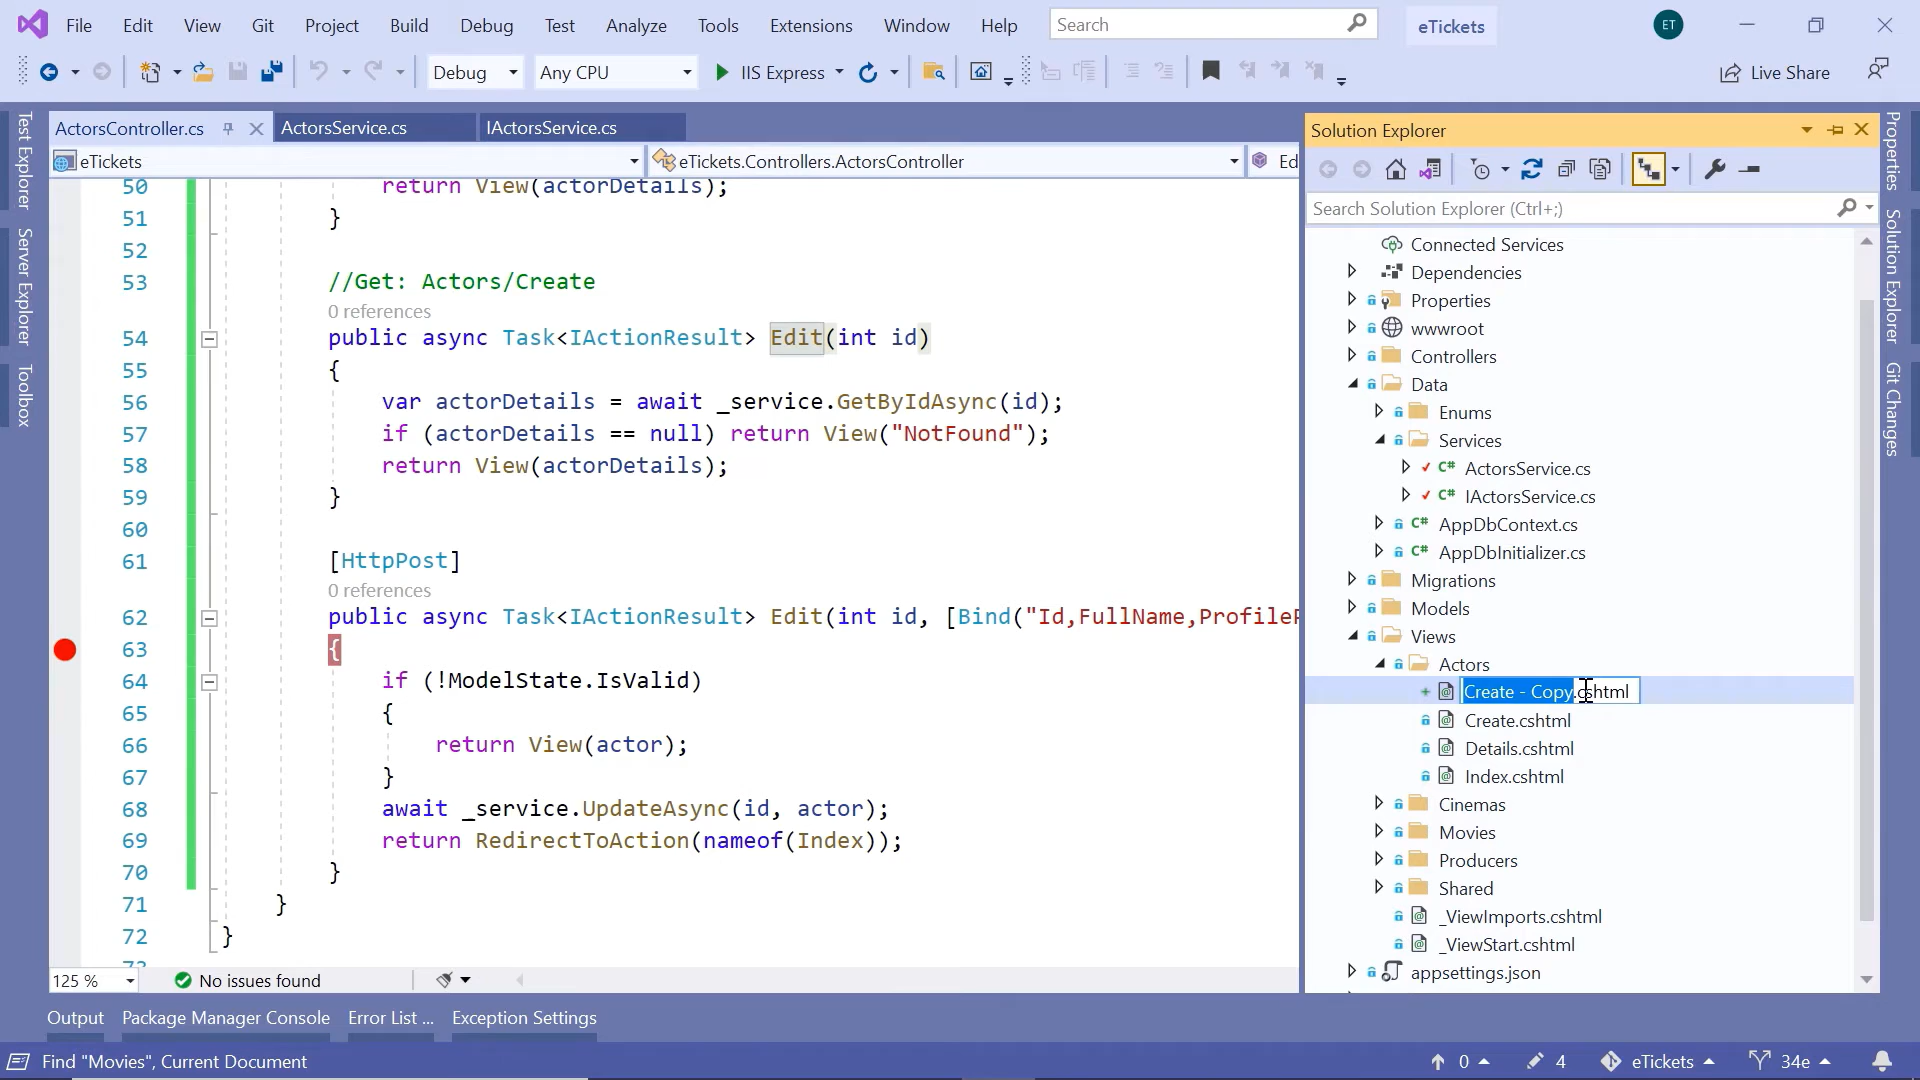 File Edit View Git Project Build Debug Test Analyze Tools Extensions Window Help Search eTickets ET
Debug Any CPU IIS Express Live Share
Test Explorer
Server Explorer
Toolbox
ActorsController.cs ActorsService.cs IActorsService.cs
eTickets eTickets.Controllers.ActorsController Ed
50 return View(actorDetails);
51 }
52
53 //Get: Actors/Create
0 references
54 public async Task<IActionResult> Edit(int id)
55 {
56 var actorDetails = await _service.GetByIdAsync(id);
57 if (actorDetails == null) return View("NotFound");
58 return View(actorDetails);
59 }
60
61 [HttpPost]
0 references
62 public async Task<IActionResult> Edit(int id, [Bind("Id,FullName,ProfileP
63 {
64 if (!ModelState.IsValid)
65 {
66 return View(actor);
67 }
68 await _service.UpdateAsync(id, actor);
69 return RedirectToAction(nameof(Index));
70 }
71 }
72 }
125 % No issues found
Solution Explorer
Search Solution Explorer (Ctrl+;)
Connected Services
Dependencies
Properties
wwwroot
Controllers
Data
Enums
Services
C# ActorsService.cs
C# IActorsService.cs
C# AppDbContext.cs
C# AppDbInitializer.cs
Migrations
Models
Views
Actors
Create - Copy.cshtml
Create.cshtml
Details.cshtml
Index.cshtml
Cinemas
Movies
Producers
Shared
_ViewImports.cshtml
_ViewStart.cshtml
appsettings.json
Properties
Solution Explorer
Git Changes
Output Package Manager Console Error List ... Exception Settings
Find "Movies", Current Document 0 4 eTickets 34e